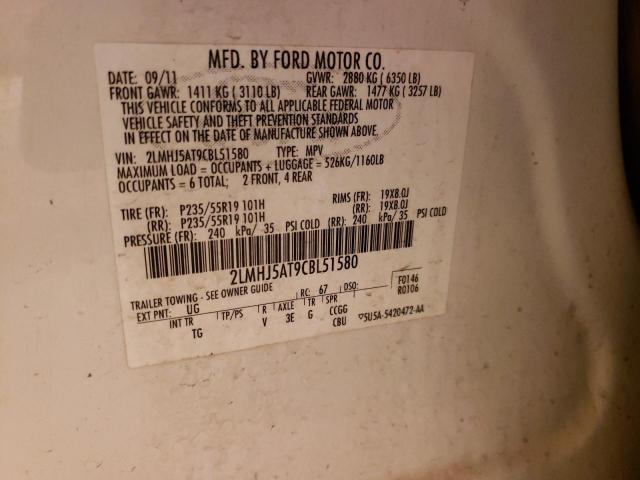 MFD. BY FORD MOTOR CO.
DATE: 09/11 GVWR: 2880 KG ( 6350 LB)
FRONT GAWR: 1411 KG ( 3110 LB) REAR GAWR: 1477 KG ( 3257 LB)
THIS VEHICLE CONFORMS TO ALL APPLICABLE FEDERAL MOTOR
VEHICLE SAFETY AND THEFT PREVENTION STANDARDS
IN EFFECT ON THE DATE OF MANUFACTURE SHOWN ABOVE.
VIN: 2LMHJ5AT9CBL51580 TYPE: MPV
MAXIMUM LOAD = OCCUPANTS + LUGGAGE = 526KG/1160LB
OCCUPANTS = 6 TOTAL; 2 FRONT, 4 REAR
TIRE (FR): P235/55R19 101H RIMS (FR): 19X8.0J
(RR): P235/55R19 101H (RR): 19X8.0J
PRESSURE (FR): 240 kPa/ 35 PSI COLD (RR): 240 kPa/ 35 PSI COLD
2LMHJ5AT9CBL51580
TRAILER TOWING - SEE OWNER GUIDE RC: 67 DSO: F0146
EXT PNT: UG R0106
INT TR TP/PS R AXLE TR SPR
TG V 3E G CCGG
CBU 5U5A-5420472-AA